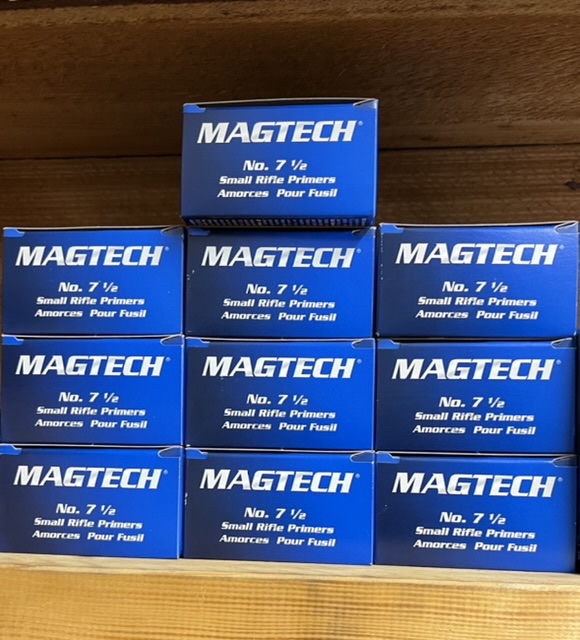 MAGTECH®
No. 7 ½
Small Rifle Primers
Amorces Pour Fusil
MAGTECH®
No. 7 ½
Small Rifle Primers
Amorces Pour Fusil
MAGTECH®
No. 7 ½
Small Rifle Primers
Amorces Pour Fusil
MAGTECH®
No. 7 ½
Small Rifle Primers
Amorces Pour Fusil
MAGTECH®
No. 7 ½
Small Rifle Primers
Amorces Pour Fusil
MAGTECH®
No. 7 ½
Small Rifle Primers
Amorces Pour Fusil
MAGTECH®
No. 7 ½
Small Rifle Primers
Amorces Pour Fusil
MAGTECH®
No. 7 ½
Small Rifle Primers
Amorces Pour Fusil
MAGTECH®
No. 7 ½
Small Rifle Primers
Amorces Pour Fusil
MAGTECH®
No. 7 ½
Small Rifle Primers
Amorces Pour Fusil